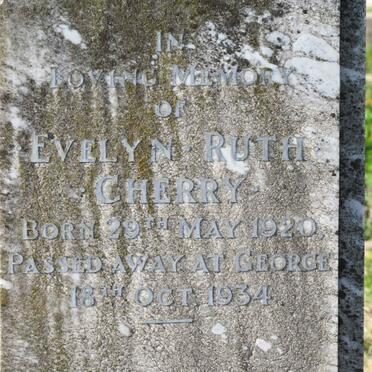 IN
LOVING MEMORY
OF
EVELYN · RUTH ·
· CHERRY ·
BORN 29TH MAY 1920.
PASSED AWAY AT GEORGE
18TH OCT. 1934